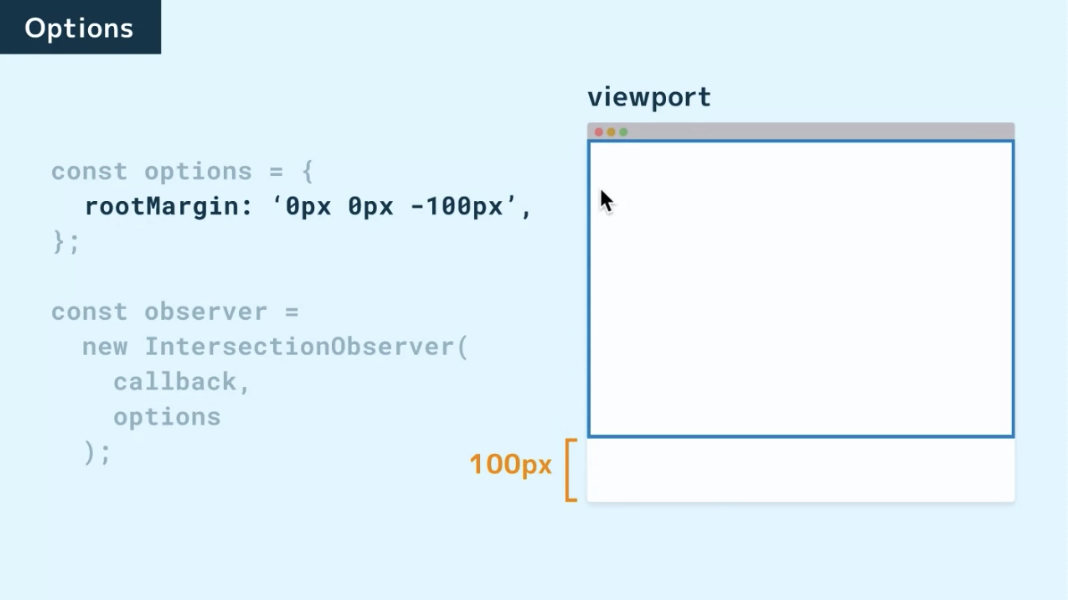 Options
viewport
const options = {
rootMargin: ‘0px 0px -100px’,
};
const observer =
new IntersectionObserver(
callback,
options
);
100px